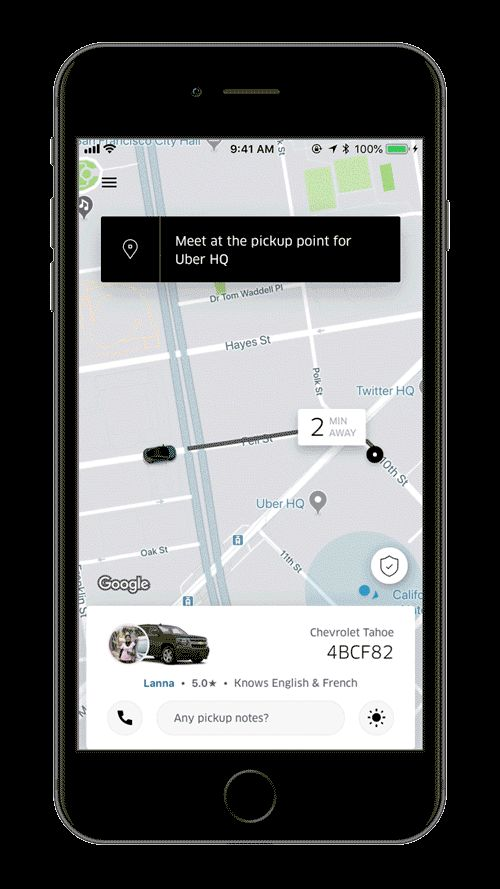 San Francisco City Hall
9:41 AM
100%
Meet at the pickup point for
Uber HQ
Dr Tom Waddell Pl
Hayes St
Polk St
Twitter HQ
2 MIN
AWAY
Fell St
10th St
Uber HQ
Oak St
11th St
Google
Califo
Chevrolet Tahoe
4BCF82
Lanna • 5.0★ • Knows English & French
Any pickup notes?